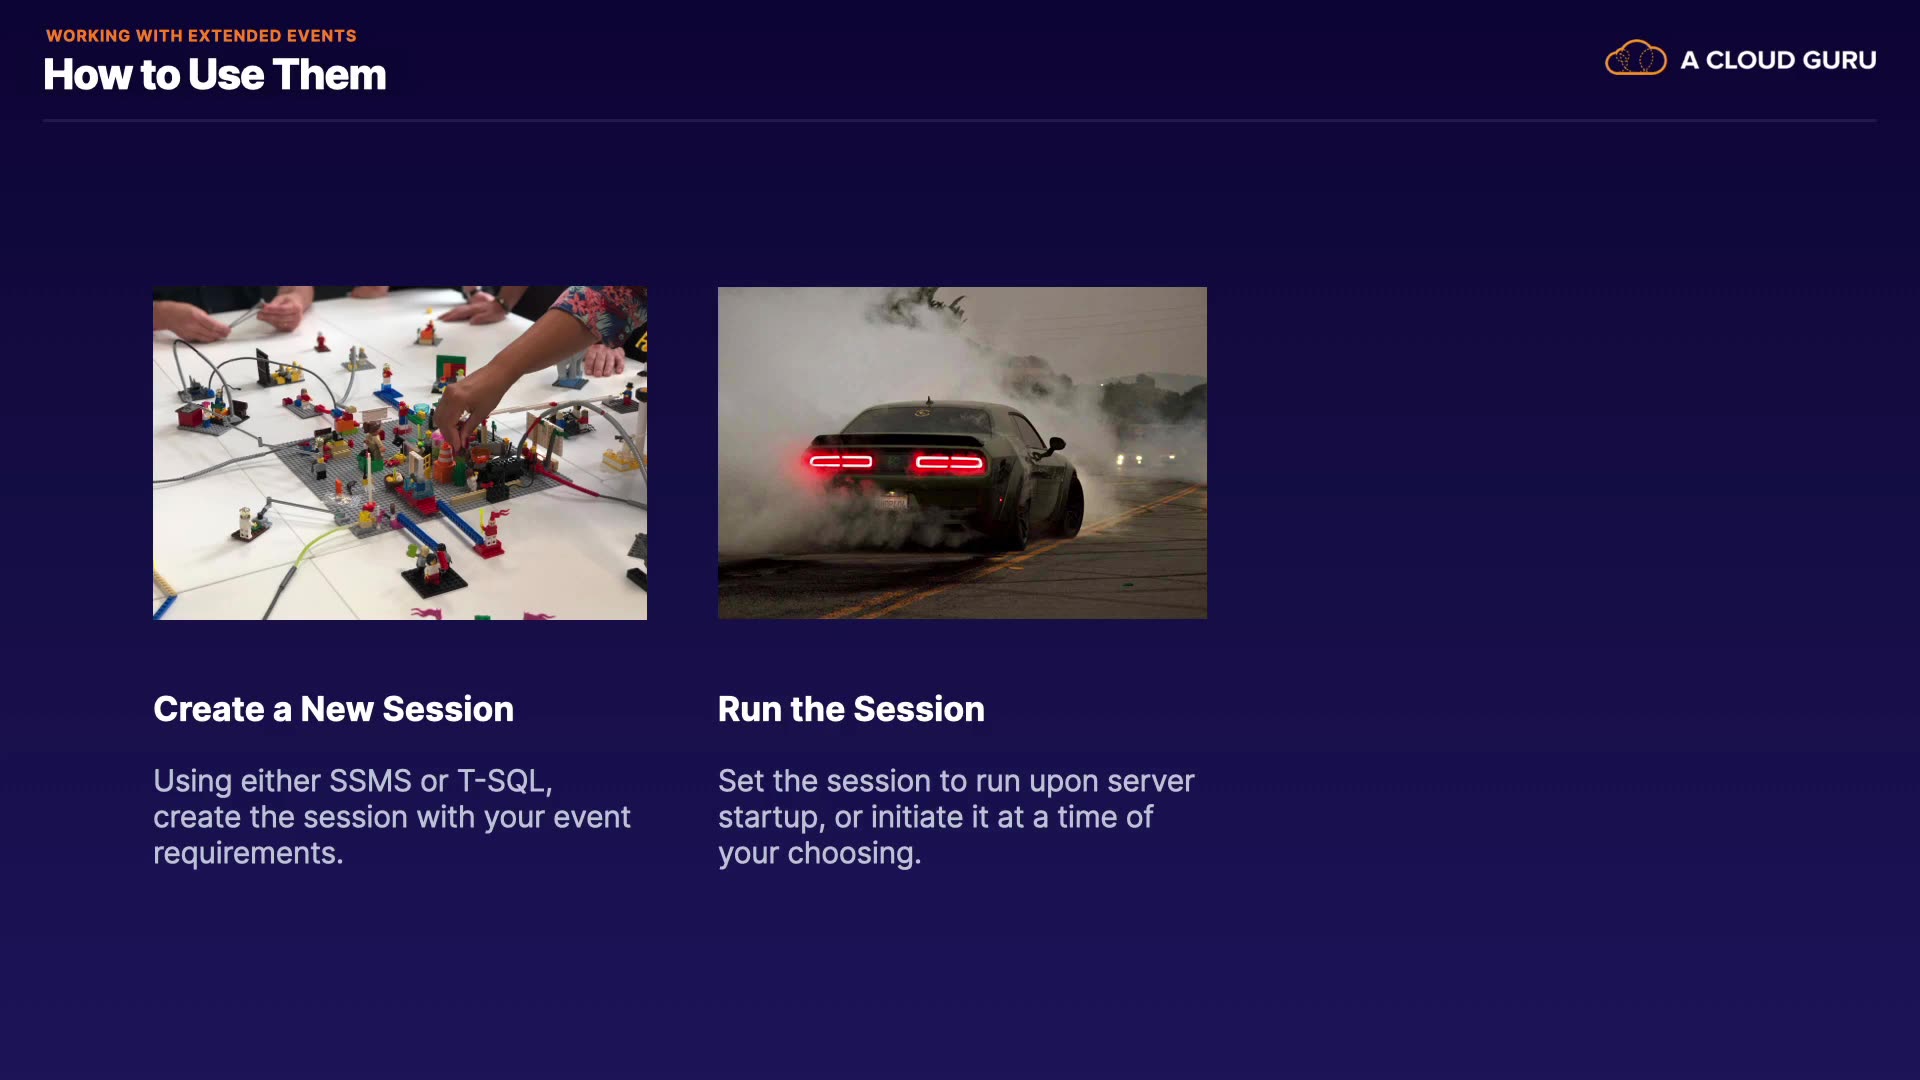 WORKING WITH EXTENDED EVENTS
How to Use Them
A CLOUD GURU
Create a New Session
Using either SSMS or T-SQL,
create the session with your event
requirements.
Run the Session
Set the session to run upon server
startup, or initiate it at a time of
your choosing.